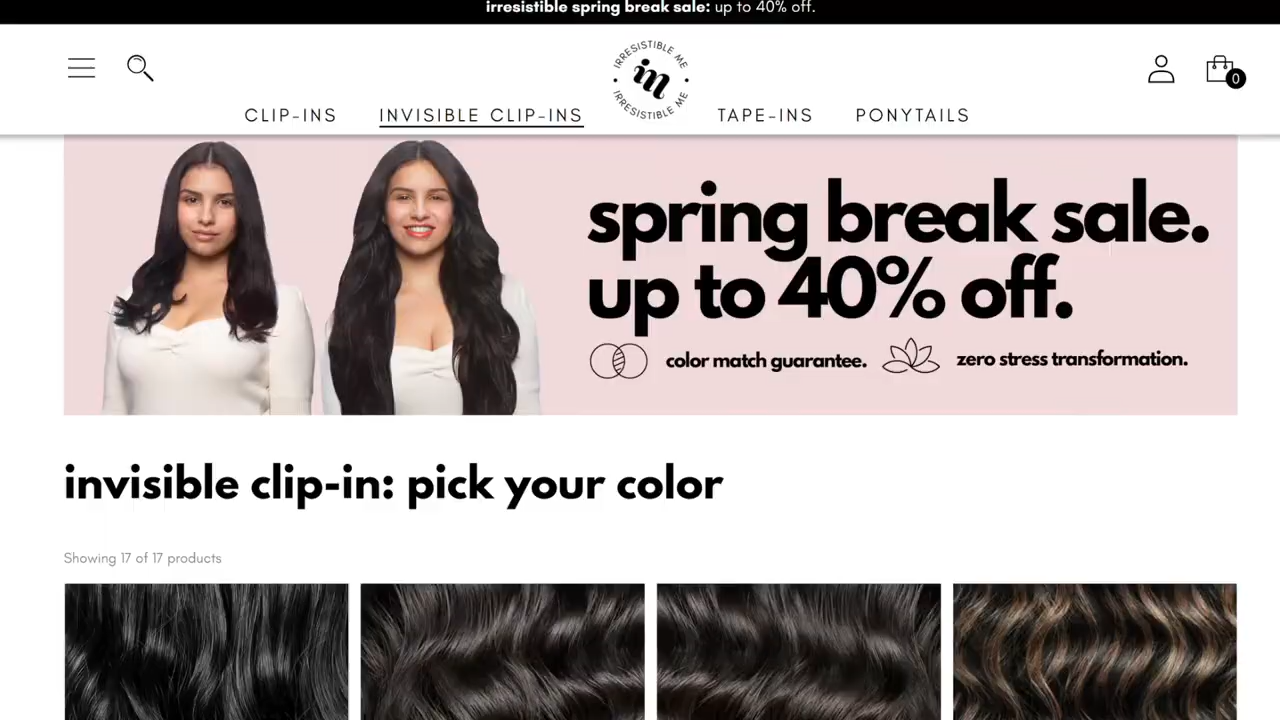 irresistible spring break sale: up to 40% off.
IRRESISTIBLE ME
im
IRRESISTIBLE ME
0
CLIP-INS
INVISIBLE CLIP-INS
TAPE-INS
PONYTAILS
spring break sale.
up to 40% off.
color match guarantee.
zero stress transformation.
invisible clip-in: pick your color
Showing 17 of 17 products